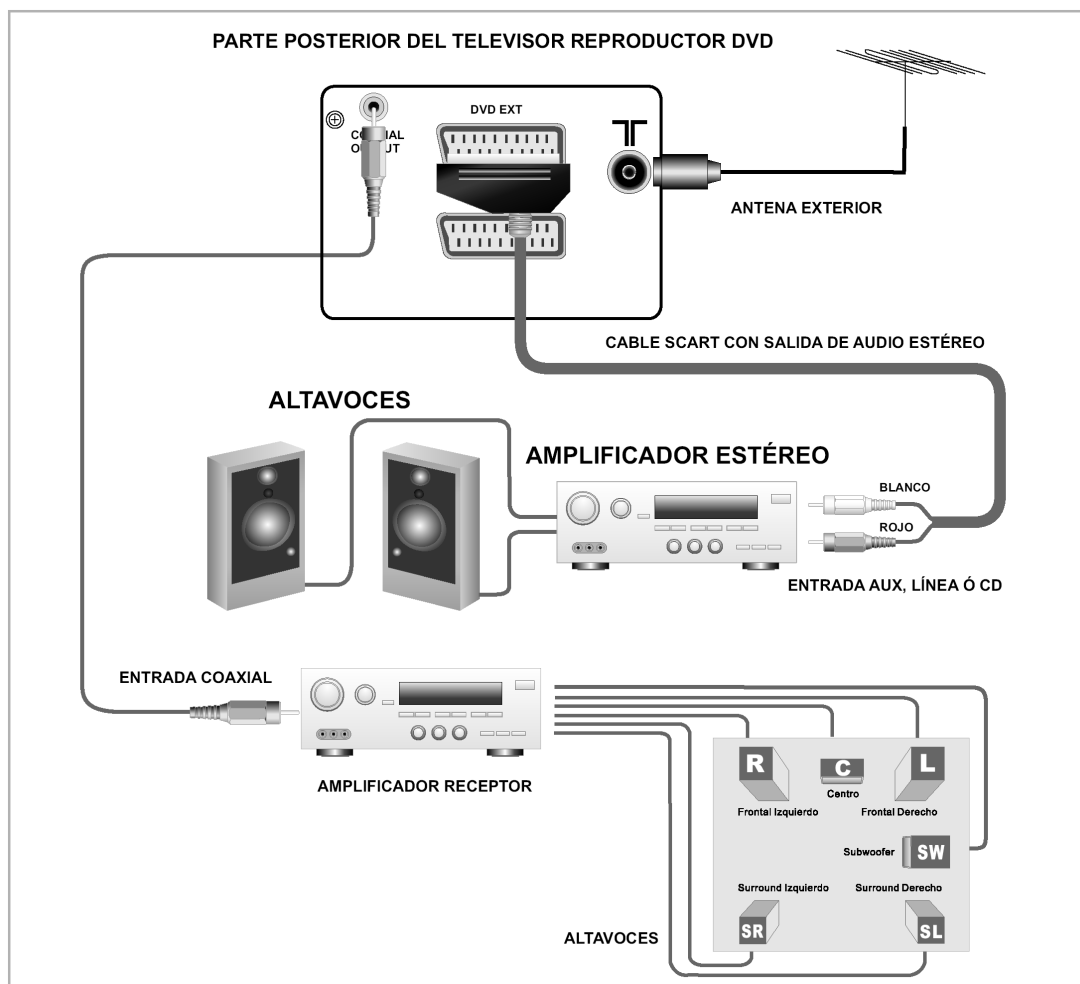 PARTE POSTERIOR DEL TELEVISOR REPRODUCTOR DVD
DVD EXT
ANTENA EXTERIOR
CABLE SCART CON SALIDA DE AUDIO ESTÉREO
ALTAVOCES
AMPLIFICADOR ESTÉREO
BLANCO
ROJO
ENTRADA AUX, LÍNEA Ó CD
ENTRADA COAXIAL
AMPLIFICADOR RECEPTOR
R
C
L
Centro
Frontal Izquierdo
Frontal Derecho
Subwoofer
SW
Surround Izquierdo
Surround Derecho
SR
SL
ALTAVOCES